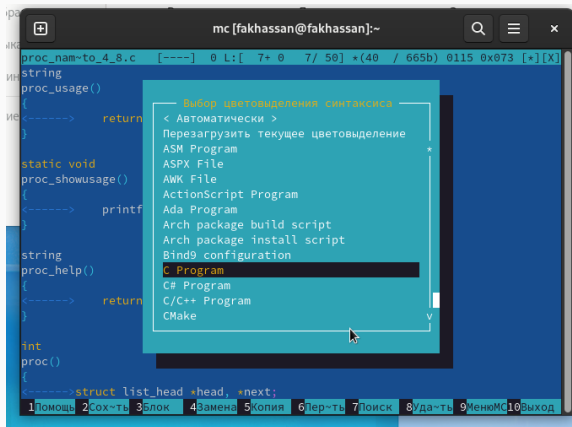 mc [fakhassan@fakhassan]:~
proc_nam~to_4_8.c [----] 0 L:[ 7+ 0 7/ 50] *(40 / 665b) 0115 0x073 [*][X]
string
proc_usage()
{
<------> return
}
static void
proc_showusage()
{
<------> printf
}
string
proc_help()
{
<------> return
}
int
proc()
{
<------>struct list_head *head, *next;
Выбор цветовыделения синтаксиса
< Автоматически >
Перезагрузить текущее цветовыделение
ASM Program
ASPX File
AWK File
ActionScript Program
Ada Program
Arch package build script
Arch package install script
Bind9 configuration
C Program
C# Program
C/C++ Program
CMake
1Помощь 2Сох~ть 3Блок 4Замена 5Копия 6Пер~ть 7Поиск 8Уда~ть 9МенюMC 10Выход